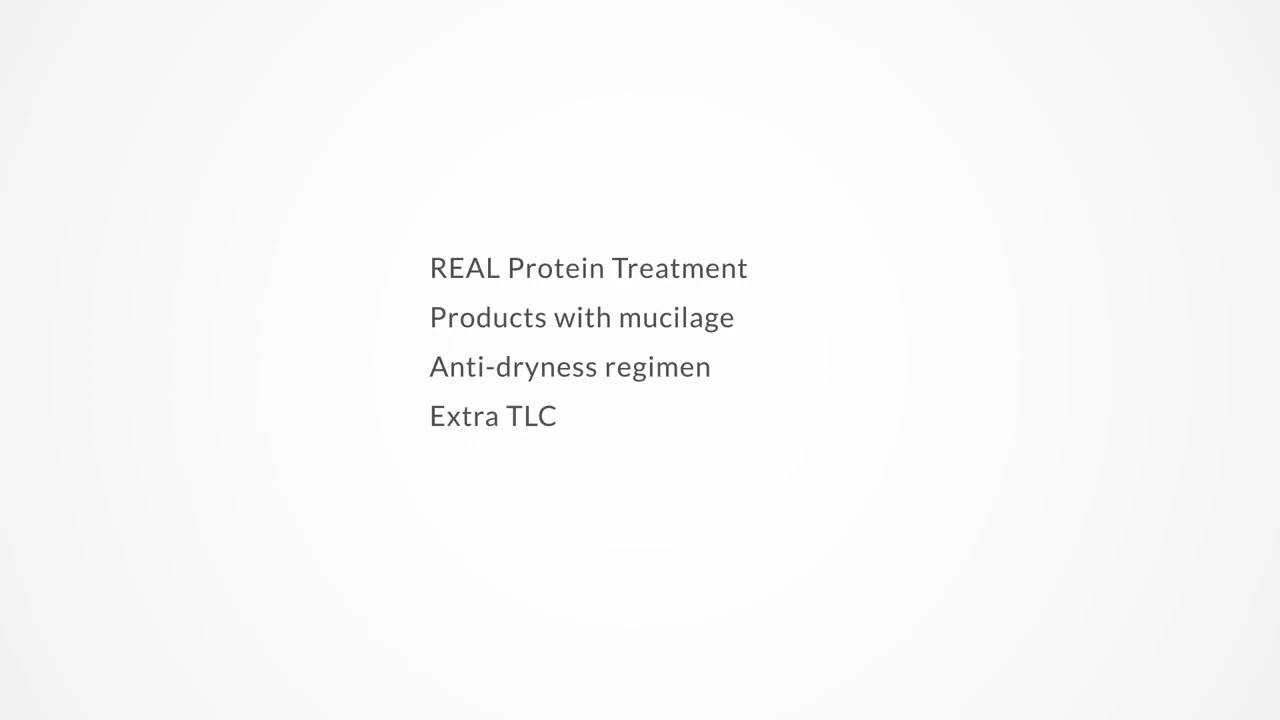 REAL Protein Treatment
Products with mucilage
Anti-dryness regimen
Extra TLC